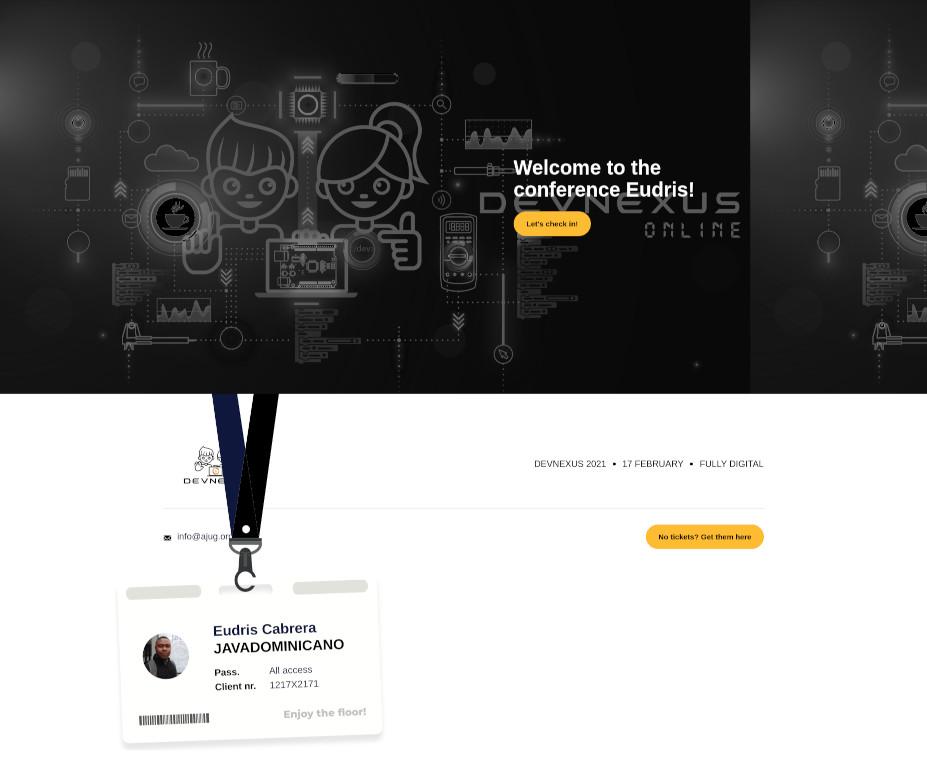 Welcome to the
conference Eudris!
DEVNEXUS
ONLINE
Let's check in!
/dev/
DEVNEXUS 2021 • 17 FEBRUARY • FULLY DIGITAL
info@ajug.or
No tickets? Get them here
Eudris Cabrera
JAVADOMINICANO
Pass. All access
Client nr. 1217X2171
Enjoy the floor!